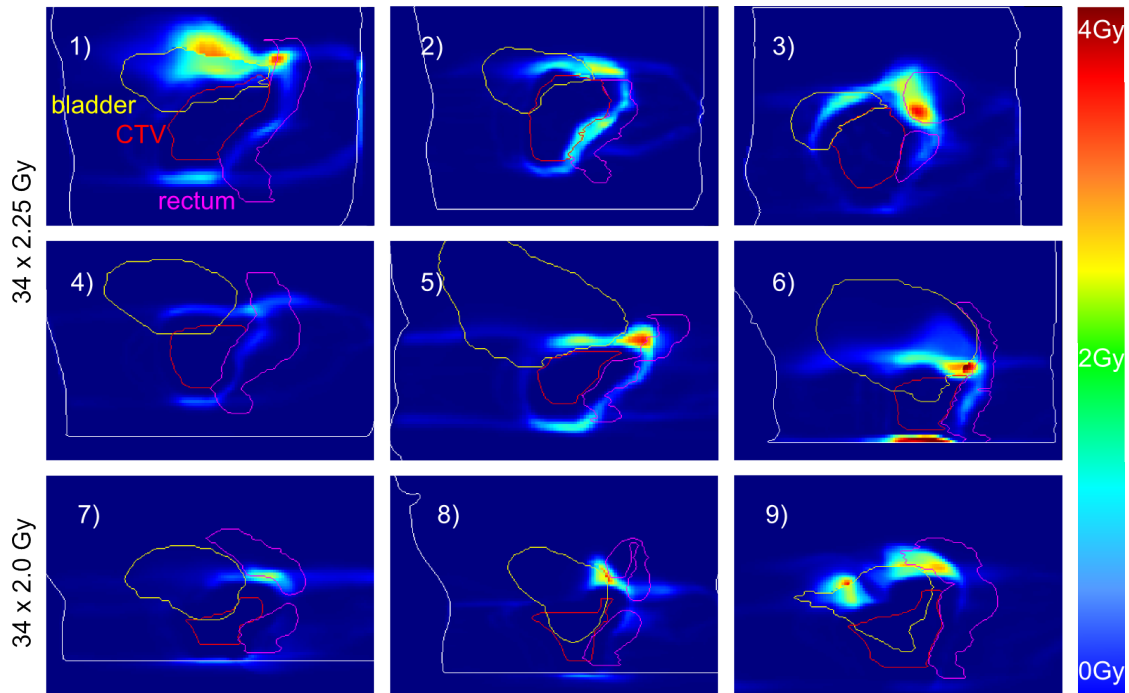 34 x 2.25 Gy
1)
bladder
CTV
rectum
2)
3)
4Gy
4)
5)
6)
2Gy
34 x 2.0 Gy
7)
8)
9)
0Gy